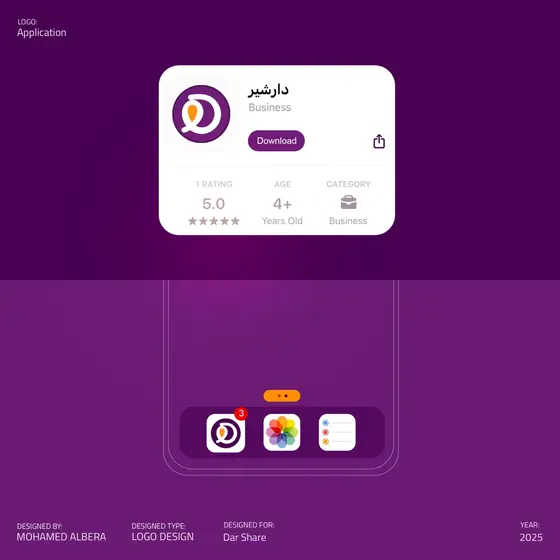 LOGO:
Application
دارشير
Business
Download
1 RATING
AGE
CATEGORY
5.0
4+
★★★★★
Years Old
Business
3
DESIGNED BY:
MOHAMED ALBERA
DESIGNED TYPE:
LOGO DESIGN
DESIGNED FOR:
Dar Share
YEAR:
2025